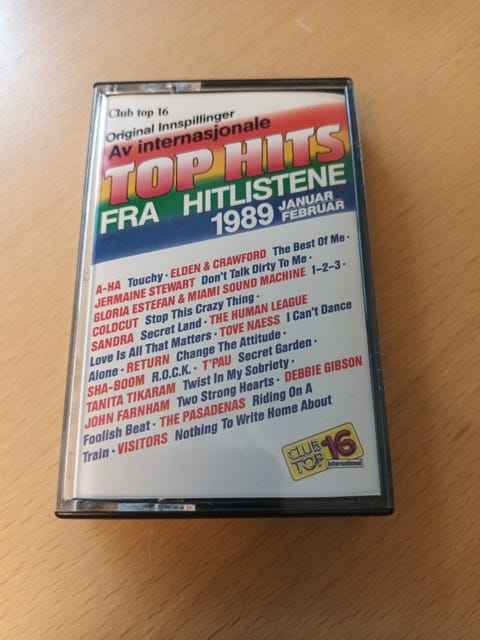 Club top 16
Original Innspillinger
Av internasjonale
TOP HITS
FRA HITLISTENE
1989 JANUAR
FEBRUAR
A-HA Touchy · ELDEN & CRAWFORD The Best Of Me ·
JERMAINE STEWART Don't Talk Dirty To Me ·
GLORIA ESTEFAN & MIAMI SOUND MACHINE 1-2-3 ·
COLDCUT Stop This Crazy Thing ·
SANDRA Secret Land · THE HUMAN LEAGUE
Love Is All That Matters · TOVE NAESS I Can't Dance
Alone · RETURN Change The Attitude ·
SHA-BOOM R.O.C.K. · T'PAU Secret Garden ·
TANITA TIKARAM Twist In My Sobriety ·
JOHN FARNHAM Two Strong Hearts · DEBBIE GIBSON
Foolish Beat · THE PASADENAS Riding On A
Train · VISITORS Nothing To Write Home About
CLUB
TOP 16
international